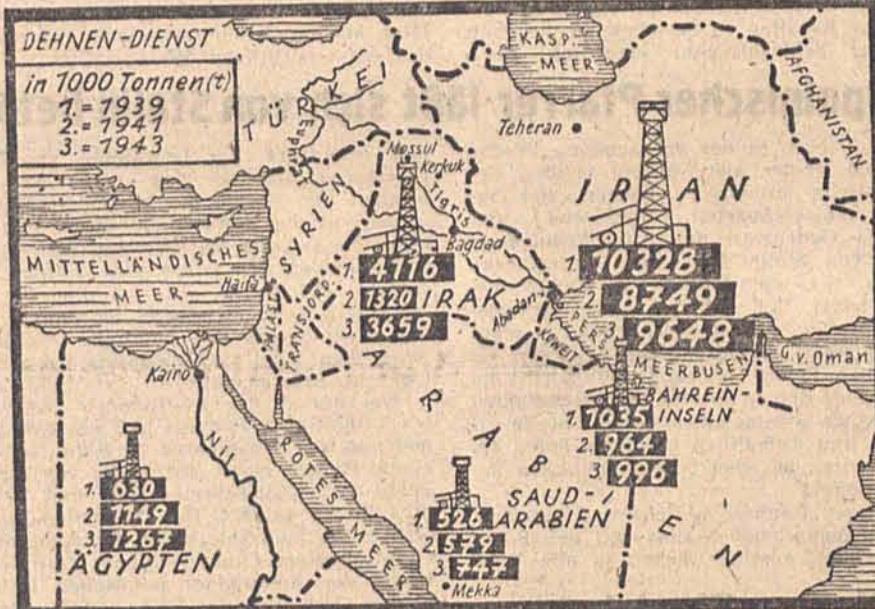 DEHNEN-DIENST
in 1000 Tonnen (t)
1. = 1939
2. = 1941
3. = 1943
KASP.
MEER
AFGHANISTAN
TÜRKEI
Teheran
Euphrat
Mossul
Kerkuk
Tigris
IRAN
SYRIEN
Bagdad
MITTELLÄNDISCHES
MEER
Haifa
1. 4116
2. 1320 IRAK
3. 3659
1. 10328
2. 8749
3. 9648
Abadan
PERS.
MEERBUSEN
G. v. Oman
KUWEIT
PALÄST.
TRANSJORD.
Kairo
Nil
BAHREIN-
INSELN
1. 1035
2. 964
3. 996
ROTES MEER
ARABIEN
1. 630
2. 1149
3. 1267
ÄGYPTEN
SAUD-
ARABIEN
1. 526
2. 579
3. 747
Mekka